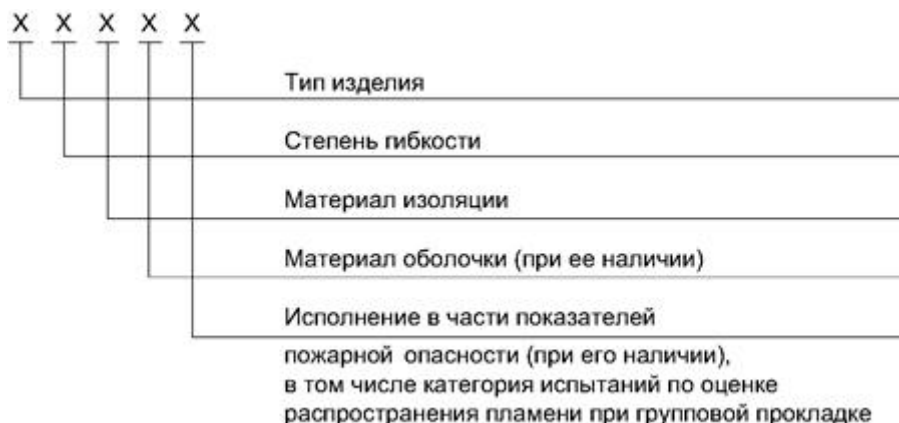 X X X X X
Тип изделия
Степень гибкости
Материал изоляции
Материал оболочки (при ее наличии)
Исполнение в части показателей
пожарной опасности (при его наличии),
в том числе категория испытаний по оценке
распространения пламени при групповой прокладке